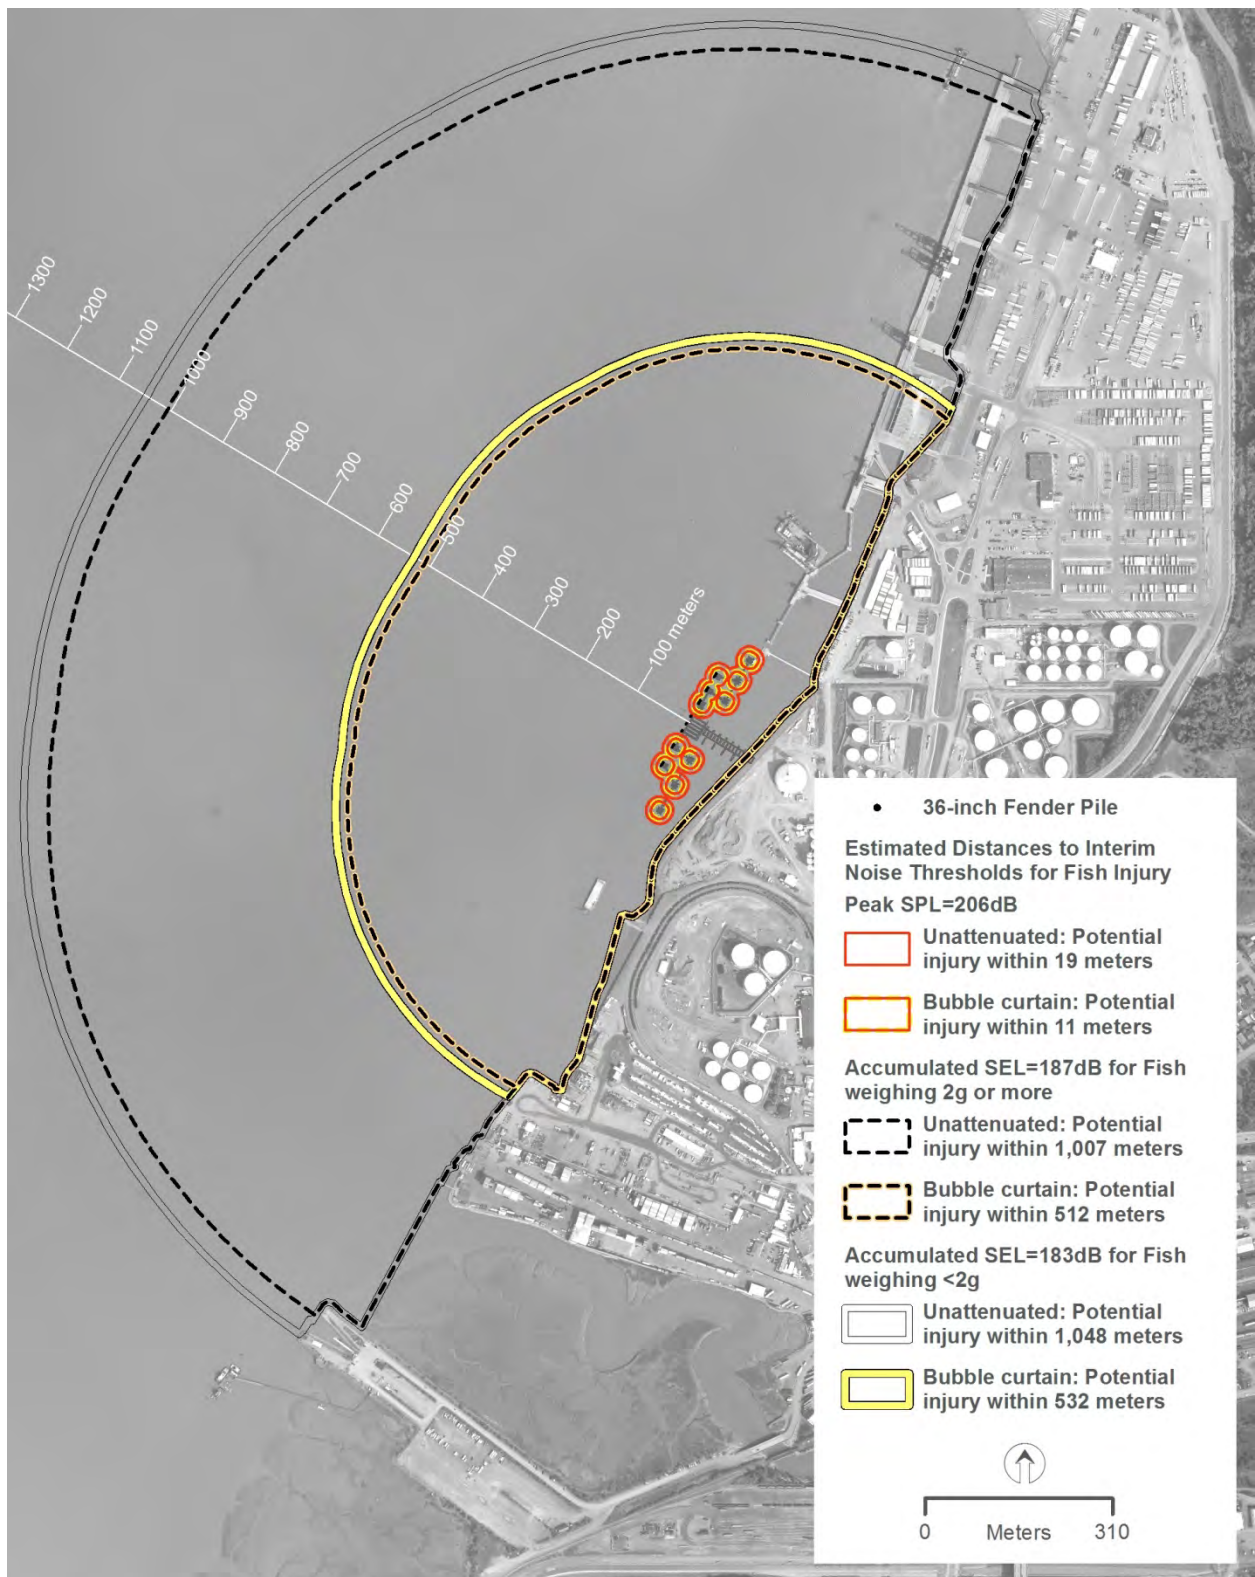 1300
1200
1100
1000
900
800
700
600
500
400
300
200
100 meters
36-inch Fender Pile
Estimated Distances to Interim
Noise Thresholds for Fish Injury
Peak SPL=206dB
Unattenuated: Potential
injury within 19 meters
Bubble curtain: Potential
injury within 11 meters
Accumulated SEL=187dB for Fish
weighing 2g or more
Unattenuated: Potential
injury within 1,007 meters
Bubble curtain: Potential
injury within 512 meters
Accumulated SEL=183dB for Fish
weighing <2g
Unattenuated: Potential
injury within 1,048 meters
Bubble curtain: Potential
injury within 532 meters
0 Meters 310